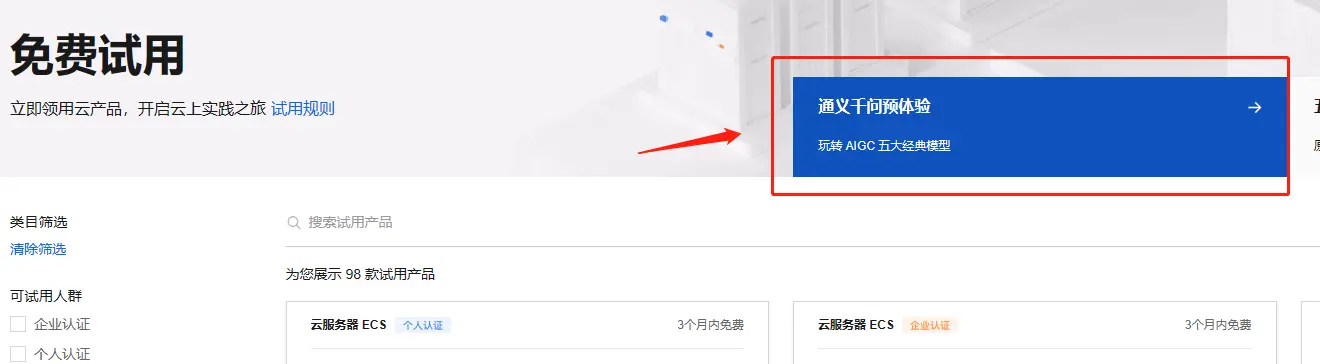 免费试用
立即领用云产品，开启云上实践之旅 试用规则
通义千问预体验
玩转 AIGC 五大经典模型
类目筛选
清除筛选
可试用人群
企业认证
个人认证
搜索试用产品
为您展示 98 款试用产品
云服务器 ECS 个人认证 3个月内免费
云服务器 ECS 企业认证 3个月内免费